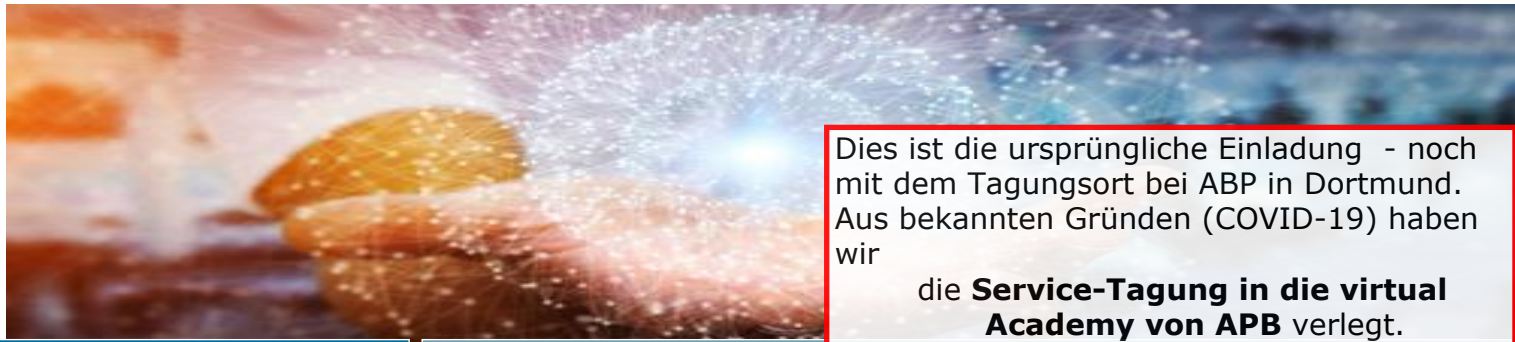 Dies ist die ursprüngliche Einladung - noch
mit dem Tagungsort bei ABP in Dortmund.
Aus bekannten Gründen (COVID-19) haben
wir
die Service-Tagung in die virtual
Academy von APB verlegt.